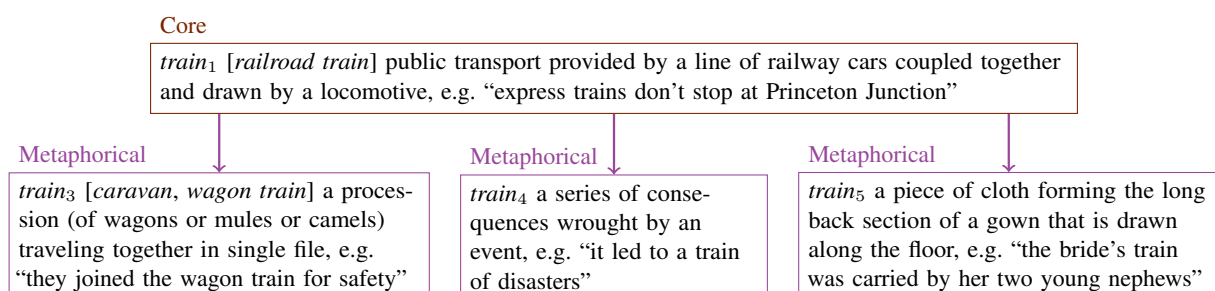 Core
train₁ [railroad train] public transport provided by a line of railway cars coupled together
and drawn by a locomotive, e.g. “express trains don’t stop at Princeton Junction”
Metaphorical
train₃ [caravan, wagon train] a proces-
sion (of wagons or mules or camels)
traveling together in single file, e.g.
“they joined the wagon train for safety”
Metaphorical
train₄ a series of conse-
quences wrought by an
event, e.g. “it led to a train
of disasters”
Metaphorical
train₅ a piece of cloth forming the long
back section of a gown that is drawn
along the floor, e.g. “the bride’s train
was carried by her two young nephews”